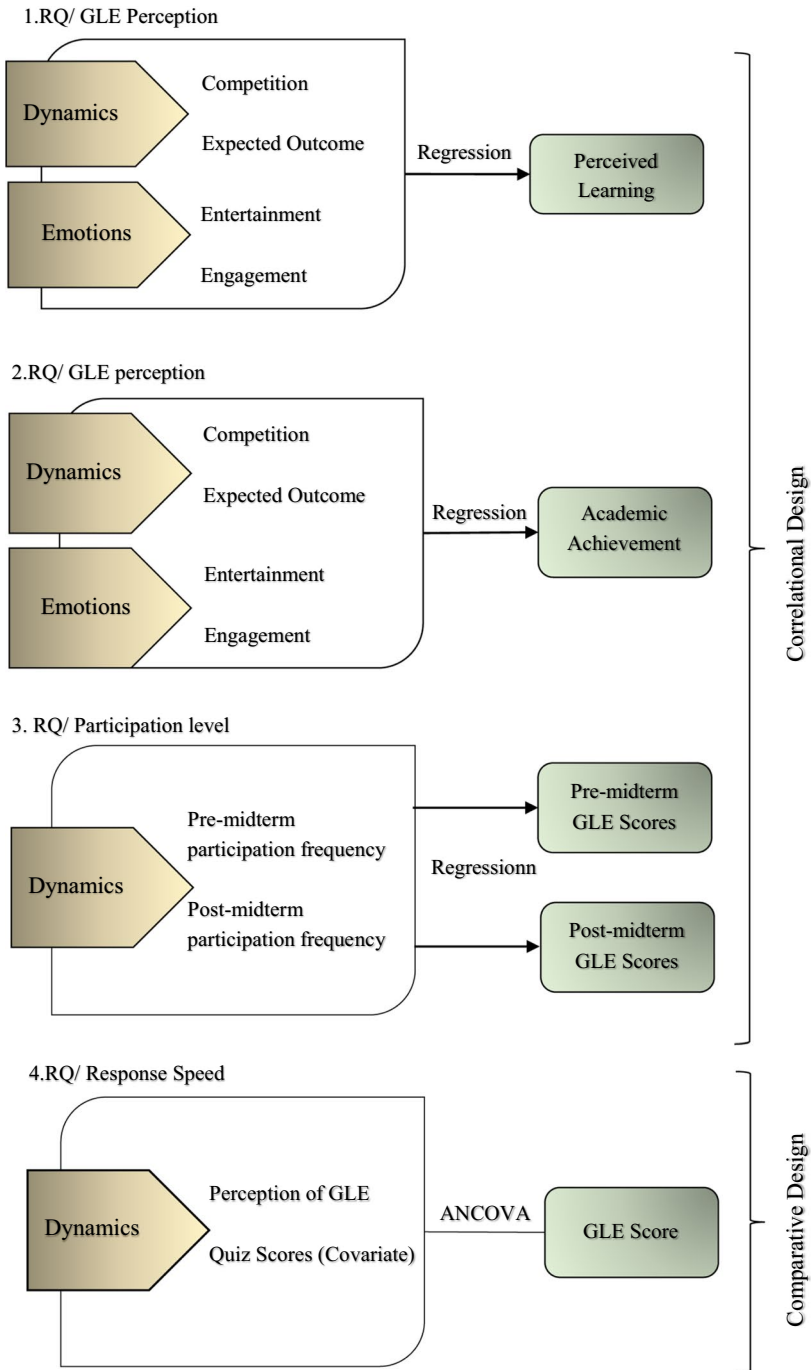 1.RQ/ GLE Perception
Dynamics
Competition
Expected Outcome
Emotions
Entertainment
Engagement
Regression
Perceived
Learning
2.RQ/ GLE perception
Dynamics
Competition
Expected Outcome
Emotions
Entertainment
Engagement
Regression
Academic
Achievement
3. RQ/ Participation level
Dynamics
Pre-midterm
participation frequency
Post-midterm
participation frequency
Regressionn
Pre-midterm
GLE Scores
Post-midterm
GLE Scores
Correlational Design
4.RQ/ Response Speed
Dynamics
Perception of GLE
Quiz Scores (Covariate)
ANCOVA
GLE Score
Comparative Design